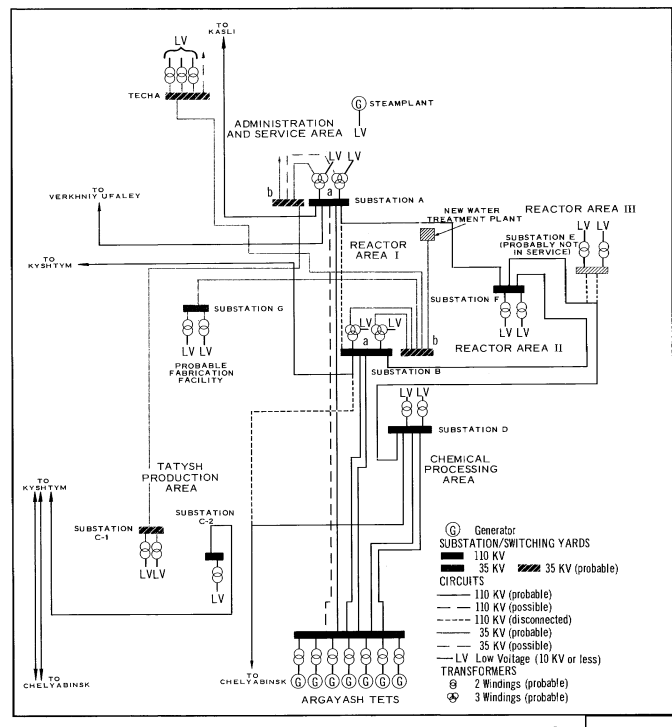 TO
KASLI
LV
TECHA
G STEAMPLANT
LV
ADMINISTRATION
AND SERVICE AREA
LV LV
b
a
SUBSTATION A
TO
VERKHNIY UFALEY
NEW WATER
TREATMENT PLANT
REACTOR AREA III
SUBSTATION E
(PROBABLY NOT
IN SERVICE)
LV LV
REACTOR
AREA I
TO
KYSHTYM
SUBSTATION G
LV LV
PROBABLE
FABRICATION
FACILITY
SUBSTATION F
LV LV
REACTOR AREA II
LV LV
a
b
SUBSTATION B
LV LV
SUBSTATION D
CHEMICAL
PROCESSING
AREA
TATYSH
PRODUCTION
AREA
TO
KYSHTYM
SUBSTATION
C-1
LV LV
SUBSTATION
C-2
LV
TO
CHELYABINSK
TO
CHELYABINSK
G G G G G G G
ARGAYASH TETS
G Generator
SUBSTATION/SWITCHING YARDS
110 KV
35 KV 35 KV (probable)
CIRCUITS
110 KV (probable)
110 KV (possible)
110 KV (disconnected)
35 KV (probable)
35 KV (possible)
LV Low Voltage (10 KV or less)
TRANSFORMERS
2 Windings (probable)
3 Windings (probable)